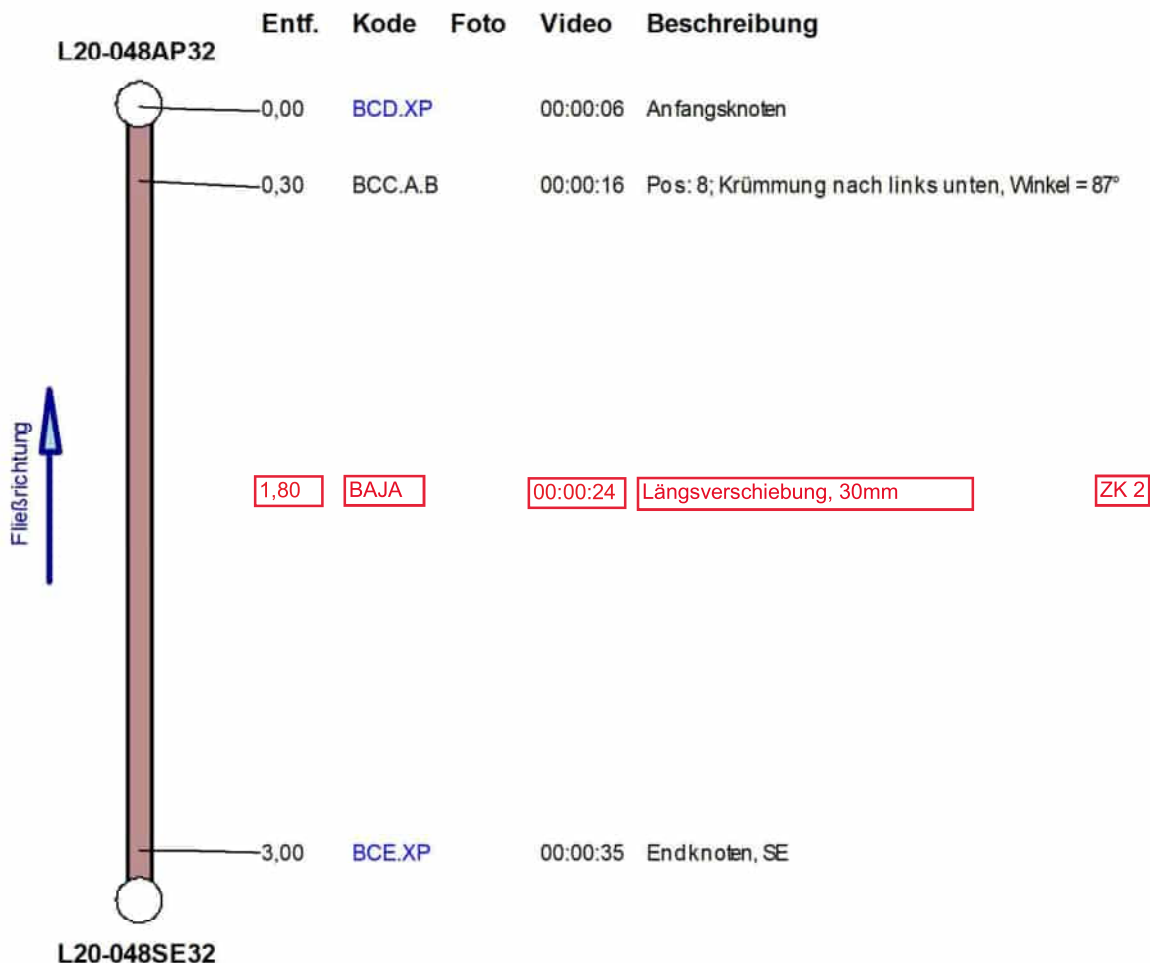 Entf. Kode Foto Video Beschreibung
L20-048AP32
0,00 BCD.XP 00:00:06 Anfangsknoten
0,30 BCC.A.B 00:00:16 Pos: 8; Krümmung nach links unten, Winkel = 87°
Fließrichtung
1,80 BAJA 00:00:24 Längsverschiebung, 30mm ZK 2
3,00 BCE.XP 00:00:35 Endknoten, SE
L20-048SE32